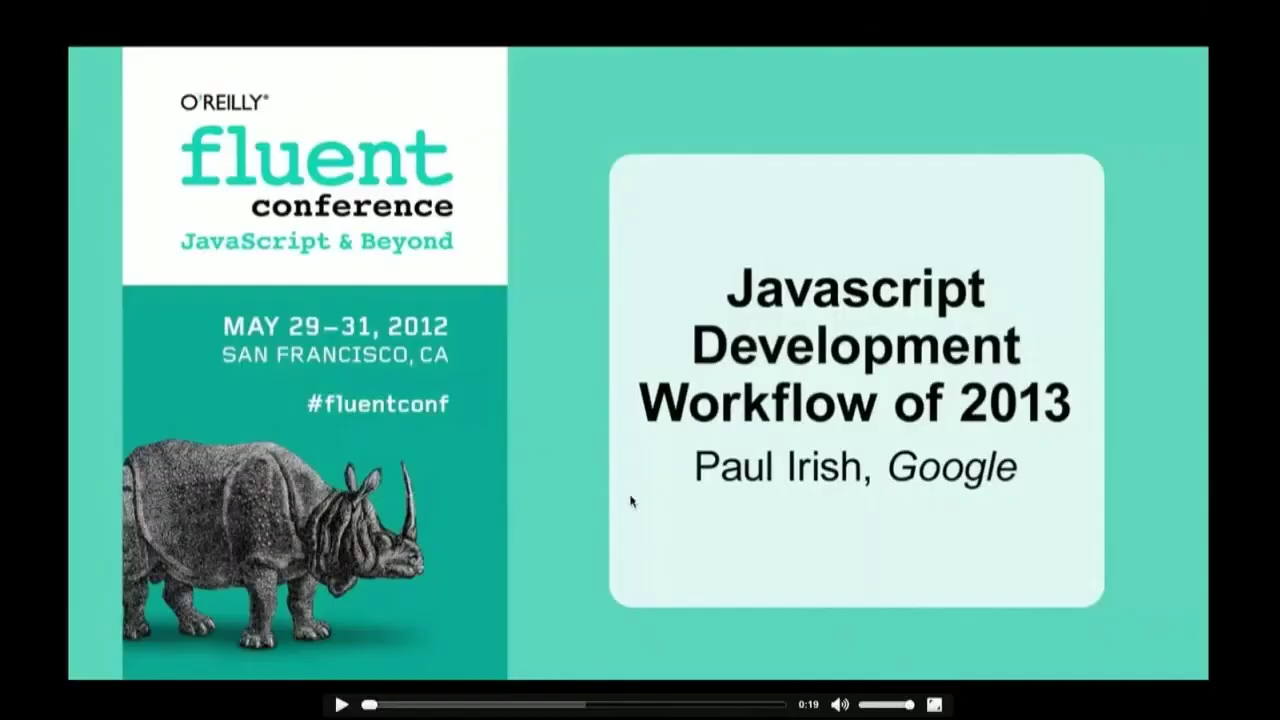 O'REILLY®
fluent
conference
JavaScript & Beyond
MAY 29–31, 2012
SAN FRANCISCO, CA
#fluentconf
Javascript
Development
Workflow of 2013
Paul Irish, Google
0:19